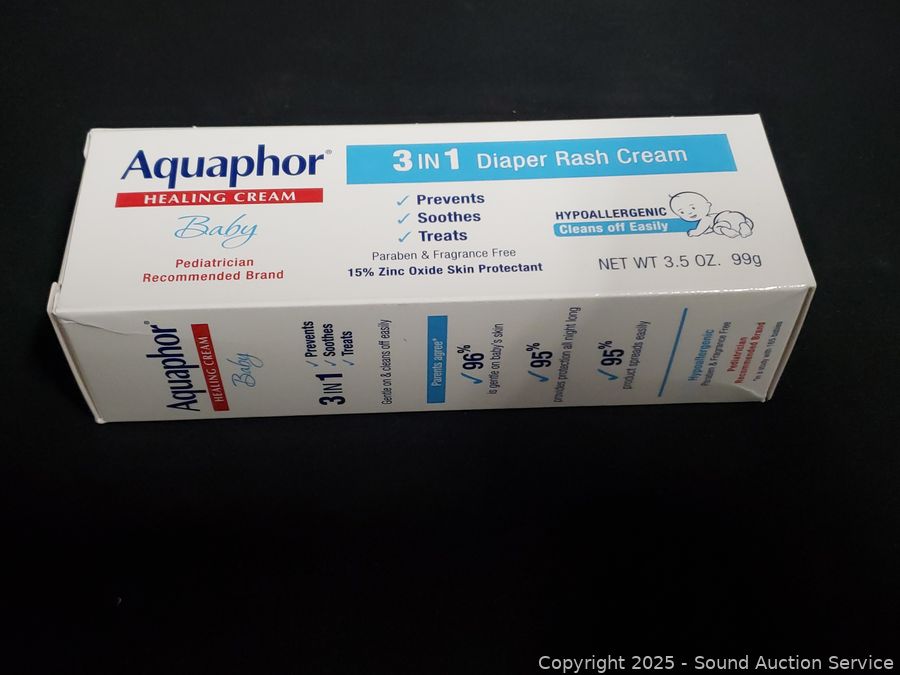 Aquaphor®
HEALING CREAM
Baby
Pediatrician
Recommended Brand
3 IN 1 Diaper Rash Cream
✓ Prevents
✓ Soothes
✓ Treats
Paraben & Fragrance Free
15% Zinc Oxide Skin Protectant
HYPOALLERGENIC
Cleans off Easily
NET WT 3.5 OZ. 99g
Aquaphor®
HEALING CREAM
Baby
3 IN 1
✓ Prevents
✓ Soothes
✓ Treats
Gentle on & cleans off easily
Parents agree*
✓ 96%
is gentle on baby's skin
✓ 95%
provides protection all night long
✓ 95%
product spreads easily
Hypoallergenic
Paraben & Fragrance Free
Pediatrician
Recommended Brand
Copyright 2025 - Sound Auction Service